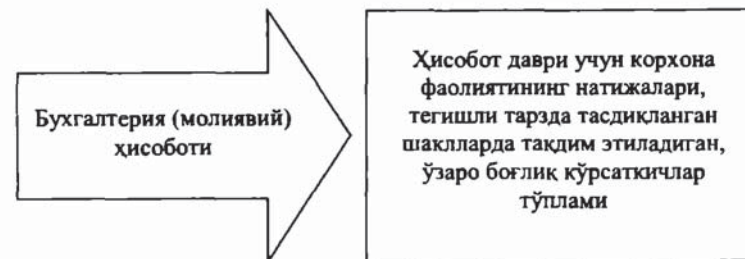 Бухгалтерия (молиявий)
ҳисоботи
Ҳисобот даври учун корхона
фаолиятининг натижалари,
тегишли тарзда тасдиқланган
шаклларда тақдим этиладиган,
ўзаро боғлиқ кўрсаткичлар
тўплами